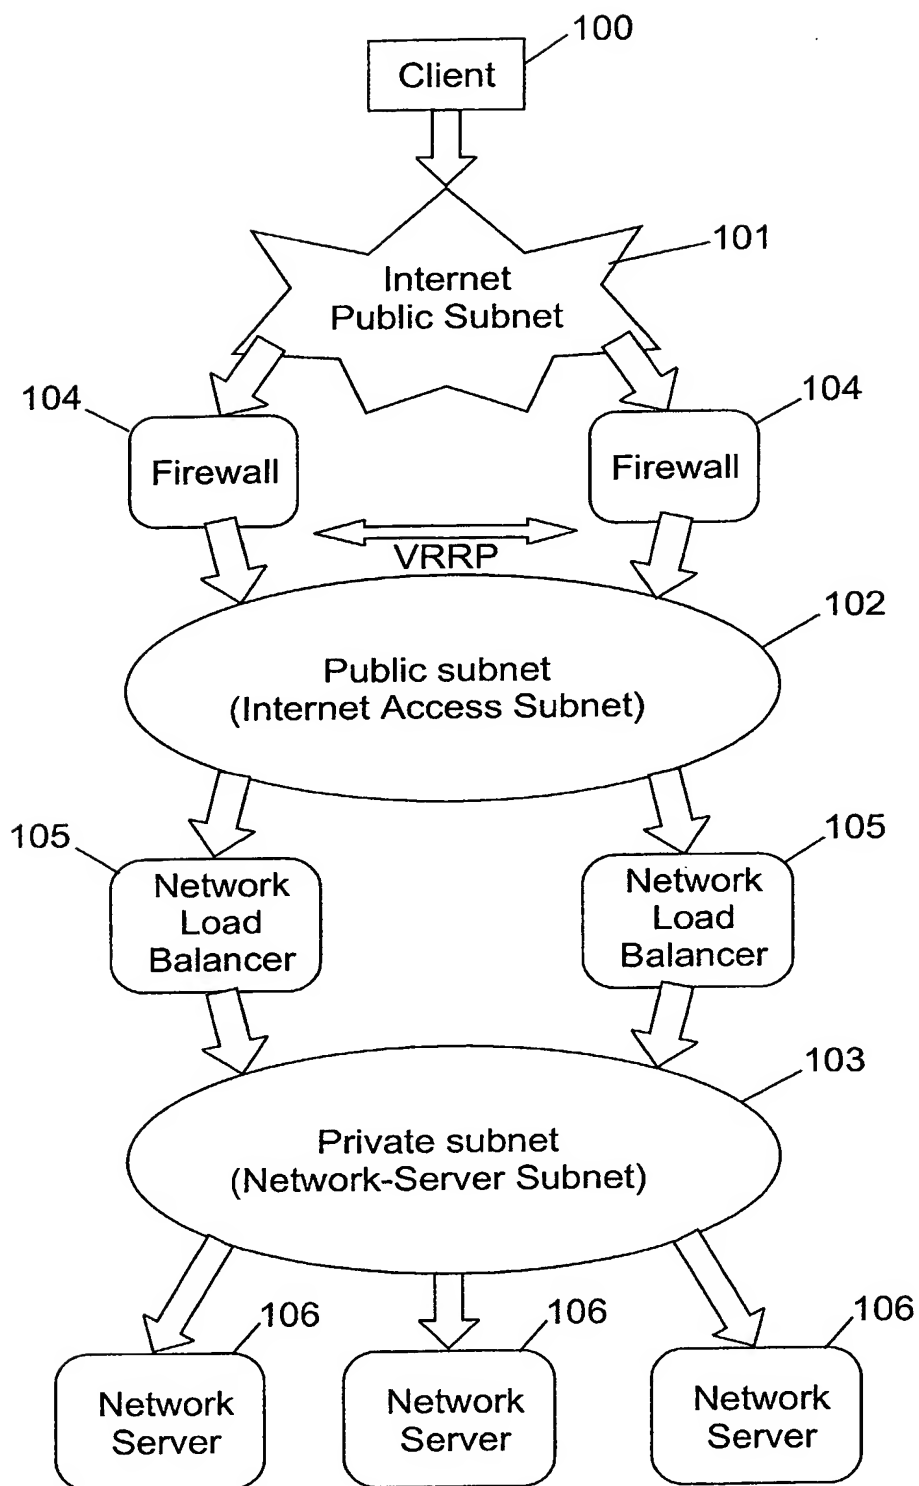 100
Client
101
Internet
Public Subnet
104
104
Firewall
Firewall
VRRP
102
Public subnet
(Internet Access Subnet)
105
105
Network
Load
Balancer
Network
Load
Balancer
103
Private subnet
(Network-Server Subnet)
106
106
106
Network
Server
Network
Server
Network
Server